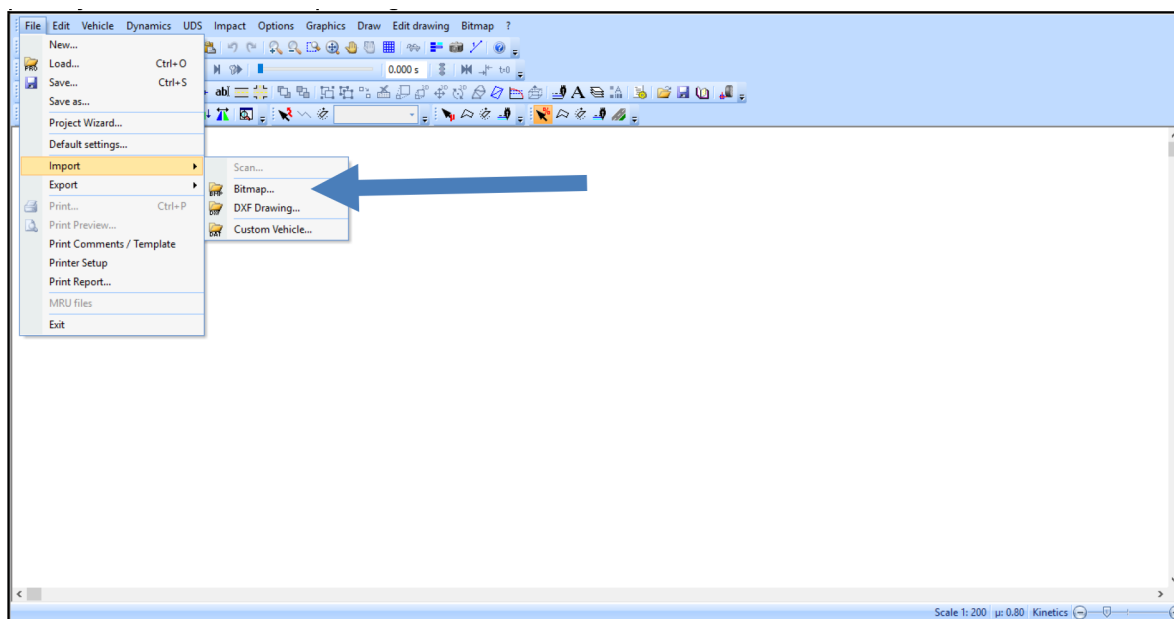 File Edit Vehicle Dynamics UDS Impact Options Graphics Draw Edit drawing Bitmap ?
New...
Load... Ctrl+O
Save... Ctrl+S
Save as...
Project Wizard...
Default settings...
Import
Export
Print... Ctrl+P
Print Preview...
Print Comments / Template
Printer Setup
Print Report...
MRU files
Exit
0.000 s
Scan...
Bitmap...
DXF Drawing...
Custom Vehicle...
Scale 1: 200 µ: 0.80 Kinetics